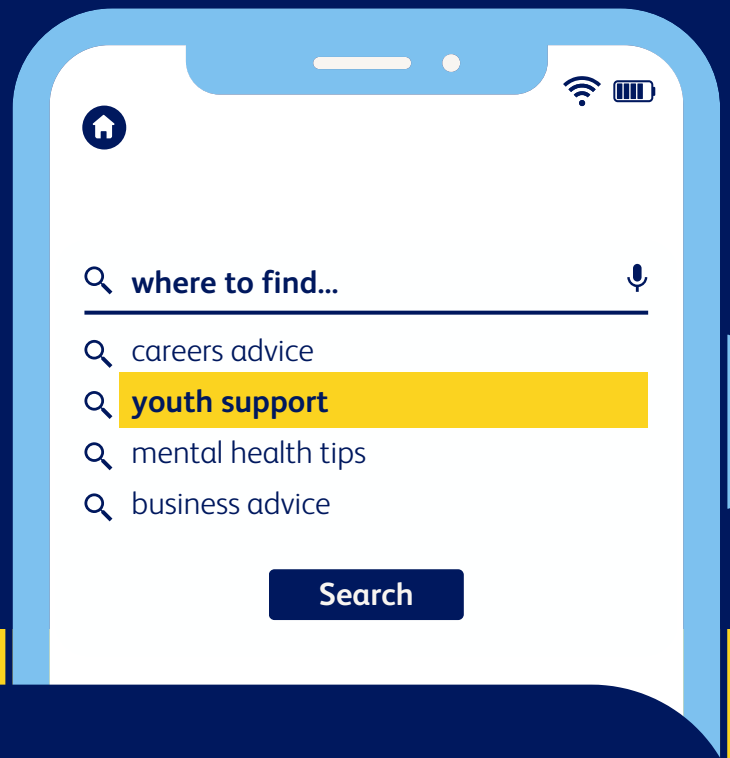 where to find...
careers advice
youth support
mental health tips
business advice
Search